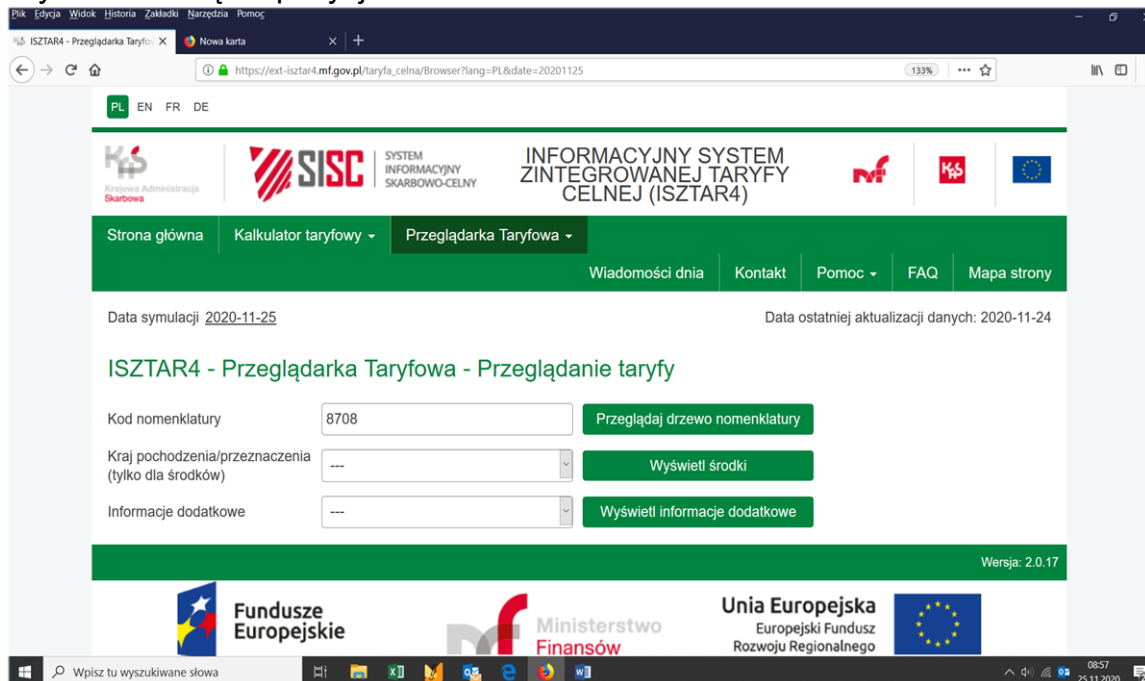 Plik Edycja Widok Historia Zakładki Narzędzia Pomoc
ISZTAR4 - Przeglądarka Taryfow
Nowa karta
https://ext-isztar4.mf.gov.pl/taryfa_celna/Browser?lang=PL&date=20201125
133%
PL EN FR DE
Krajowa Administracja
Skarbowa
SISC
SYSTEM
INFORMACYJNY
SKARBOWO-CELNY
INFORMACYJNY SYSTEM
ZINTEGROWANEJ TARYFY
CELNEJ (ISZTAR4)
Strona główna Kalkulator taryfowy Przeglądarka Taryfowa
Wiadomości dnia Kontakt Pomoc FAQ Mapa strony
Data symulacji 2020-11-25
Data ostatniej aktualizacji danych: 2020-11-24
ISZTAR4 - Przeglądarka Taryfowa - Przeglądanie taryfy
Kod nomenklatury 8708 Przeglądaj drzewo nomenklatury
Kraj pochodzenia/przeznaczenia
(tylko dla środków) --- Wyświetl środki
Informacje dodatkowe --- Wyświetl informacje dodatkowe
Wersja: 2.0.17
Fundusze
Europejskie
Ministerstwo
Finansów
Unia Europejska
Europejski Fundusz
Rozwoju Regionalnego
Wpisz tu wyszukiwane słowa
08:57
25.11.2020